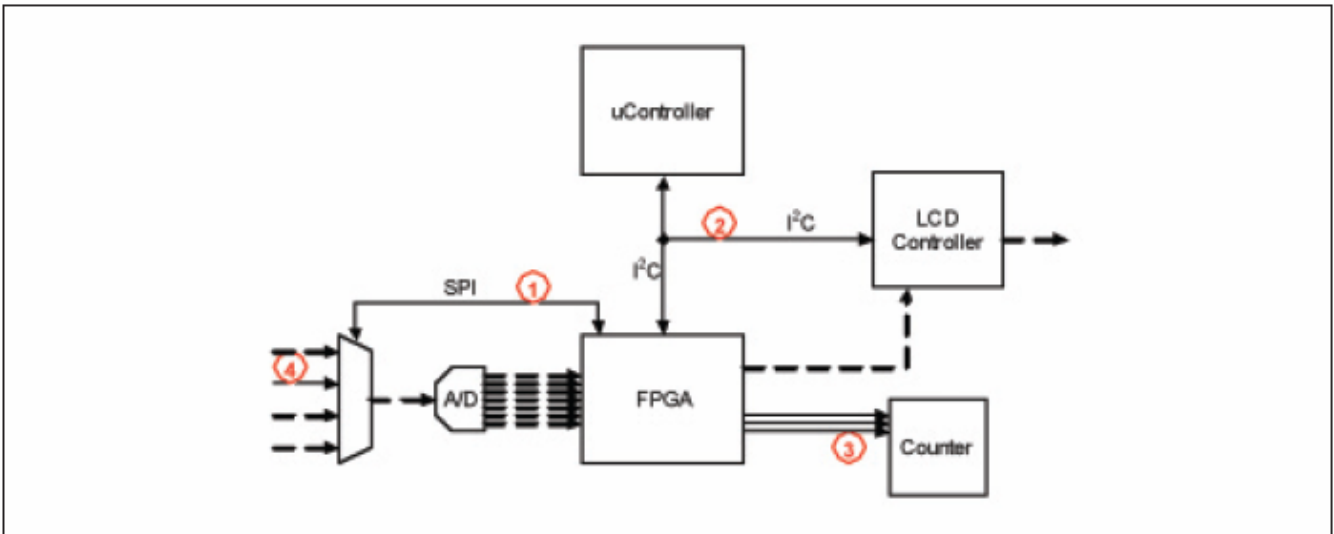 uController
2
I²C
LCD
Controller
I²C
SPI
1
4
A/D
FPGA
3
Counter